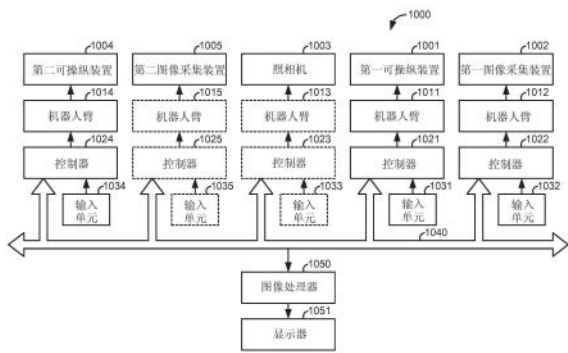 1000
1004 1005 1003 1001 1002
第二可操纵装置 第二图像采集装置 照相机 第一可操纵装置 第一图像采集装置
1014 1015 1013 1011 1012
机器人臂 机器人臂 机器人臂 机器人臂 机器人臂
1024 1025 1023 1021 1022
控制器 控制器 控制器 控制器 控制器
1034 1035 1033 1031 1032
输入 输入 输入 输入 输入
单元 单元 单元 单元 单元
1040
1050
图像处理器
1051
显示器